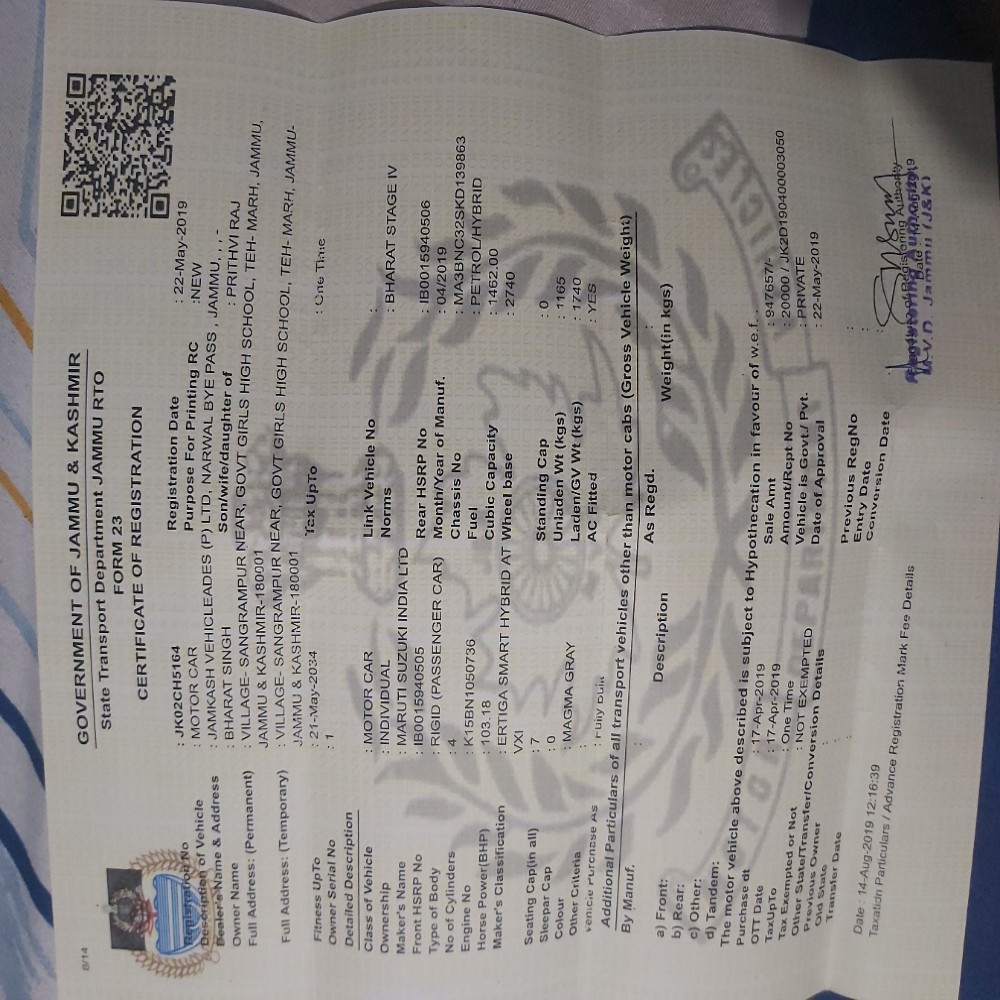 8/14
GOVERNMENT OF JAMMU & KASHMIR
State Transport Department JAMMU RTO
FORM 23
CERTIFICATE OF REGISTRATION
Registration No : JK02CH5164 Registration Date : 22-May-2019
Description of Vehicle : MOTOR CAR Purpose For Printing RC :NEW
Dealer's Name & Address : JAMKASH VEHICLEADES (P) LTD, NARWAL BYE PASS , JAMMU, , , -
Owner Name : BHARAT SINGH Son/wife/daughter of : PRITHVI RAJ
Full Address: (Permanent) : VILLAGE- SANGRAMPUR NEAR, GOVT GIRLS HIGH SCHOOL, TEH- MARH, JAMMU,
JAMMU & KASHMIR-180001
Full Address: (Temporary) : VILLAGE- SANGRAMPUR NEAR, GOVT GIRLS HIGH SCHOOL, TEH- MARH, JAMMU-
JAMMU & KASHMIR-180001
Fitness UpTo : 21-May-2034 Tax UpTo : One Time
Owner Serial No : 1
Detailed Description
Class of Vehicle : MOTOR CAR Link Vehicle No :
Ownership : INDIVIDUAL Norms : BHARAT STAGE IV
Maker's Name : MARUTI SUZUKI INDIA LTD
Front HSRP No : IB0015940505 Rear HSRP No : IB0015940506
Type of Body : RIGID (PASSENGER CAR) Month/Year of Manuf. : 04/2019
No of Cylinders : 4 Chassis No : MA3BNC32SKD139863
Engine No : K15BN1050736 Fuel : PETROL/HYBRID
Horse Power(BHP) : 103.18 Cubic Capacity : 1462.00
Maker's Classification : ERTIGA SMART HYBRID AT Wheel base : 2740
VXI
Seating Cap(in all) : 7 Standing Cap : 0
Sleepar Cap : 0 Unladen Wt (kgs) : 1165
Colour : MAGMA GRAY Laden/GV Wt (kgs) : 1740
Other Criteria : AC Fitted : YES
Vehicle Purchase As : Fully Built
Additional Particulars of all transport vehicles other than motor cabs (Gross Vehicle Weight)
By Manuf. : As Regd. :
Description Weight(in kgs)
a) Front:
b) Rear:
c) Other:
d) Tandem:
The motor vehicle above described is subject to Hypothecation in favour of w.e.f. .
Purchase dt : 17-Apr-2019 Sale Amt : 947657/-
OTT Date : 17-Apr-2019 Amount/Rcpt No : 20000 / JK2D190400003050
TaxUpTo : One Time Vehicle is Govt./ Pvt. : PRIVATE
Tax Exempted or Not : NOT EXEMPTED Date of Approval : 22-May-2019
Other State/Transfer/Conversion Details
Previous Owner : Previous RegNo :
Old State : Entry Date :
Transfer Date : Conversion Date :
Date : 14-Aug-2019 12:16:39
Taxation Particulars / Advance Registration Mark Fee Details
Registering Authority
M.V.D. Jammu (J&K)